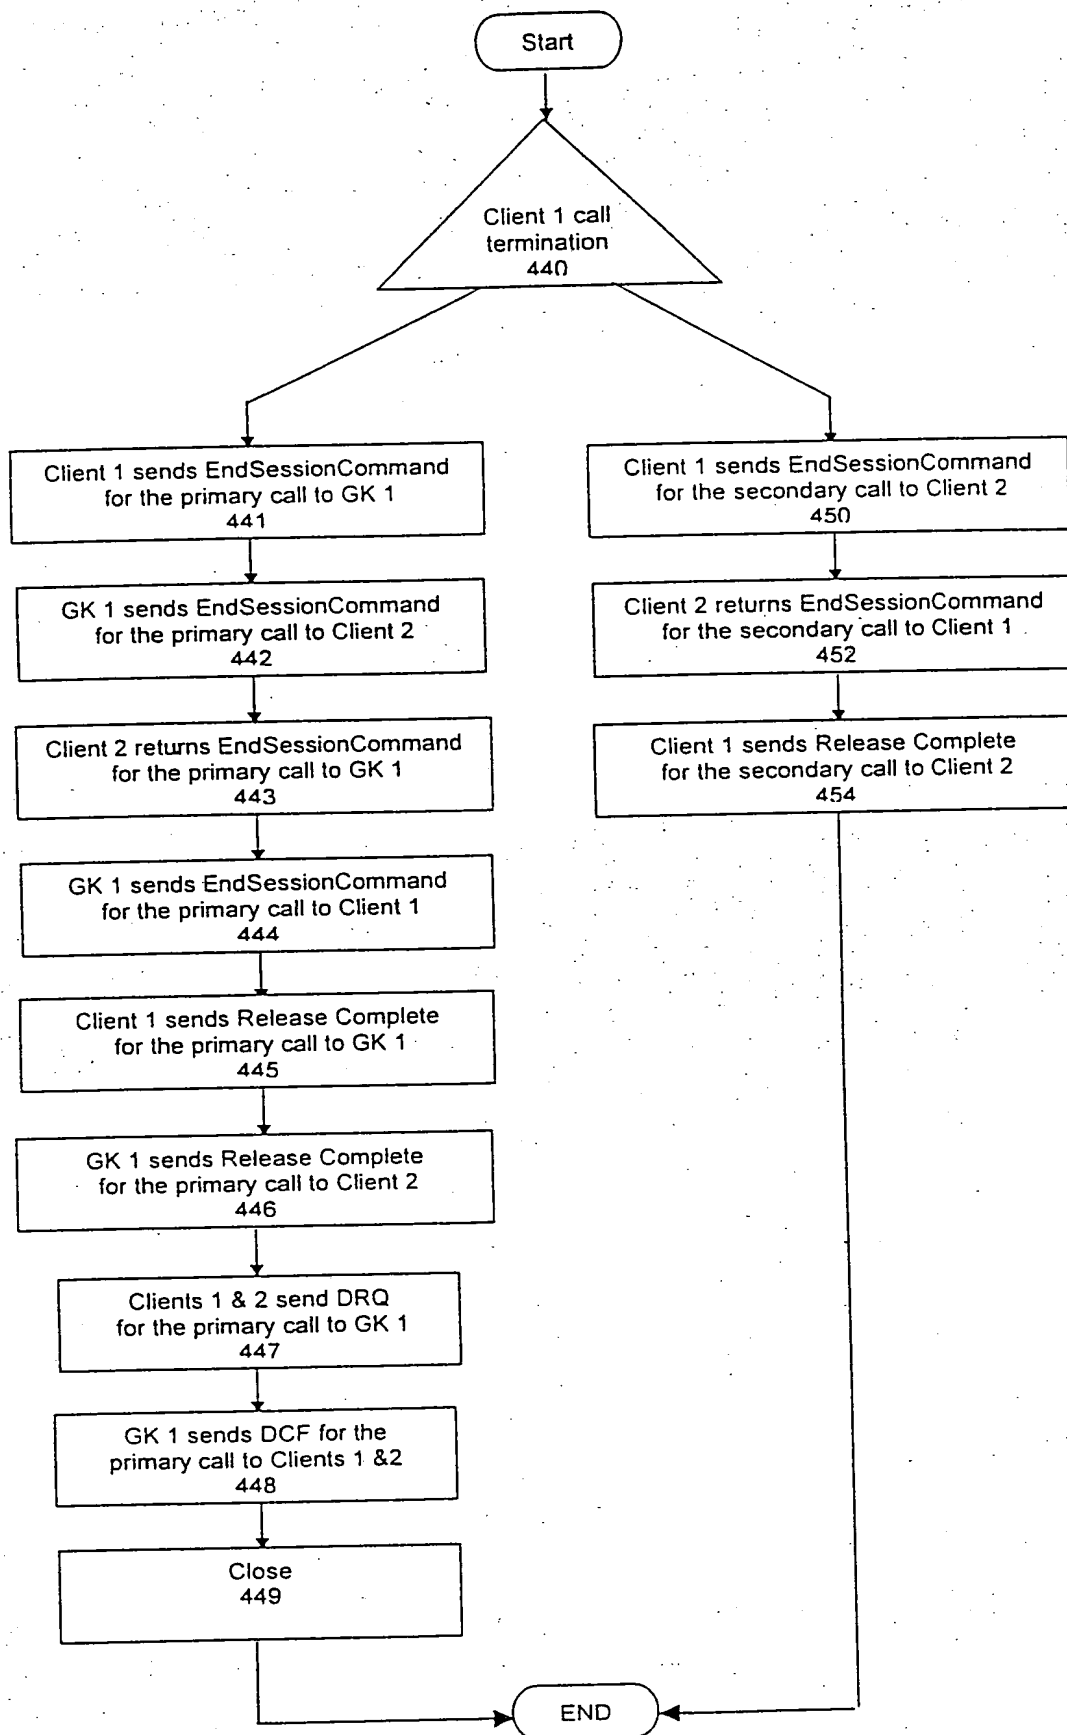 Start
Client 1 call
termination
440
Client 1 sends EndSessionCommand
for the primary call to GK 1
441
GK 1 sends EndSessionCommand
for the primary call to Client 2
442
Client 2 returns EndSessionCommand
for the primary call to GK 1
443
GK 1 sends EndSessionCommand
for the primary call to Client 1
444
Client 1 sends Release Complete
for the primary call to GK 1
445
GK 1 sends Release Complete
for the primary call to Client 2
446
Clients 1 & 2 send DRQ
for the primary call to GK 1
447
GK 1 sends DCF for the
primary call to Clients 1 &2
448
Close
449
Client 1 sends EndSessionCommand
for the secondary call to Client 2
450
Client 2 returns EndSessionCommand
for the secondary call to Client 1
452
Client 1 sends Release Complete
for the secondary call to Client 2
454
END